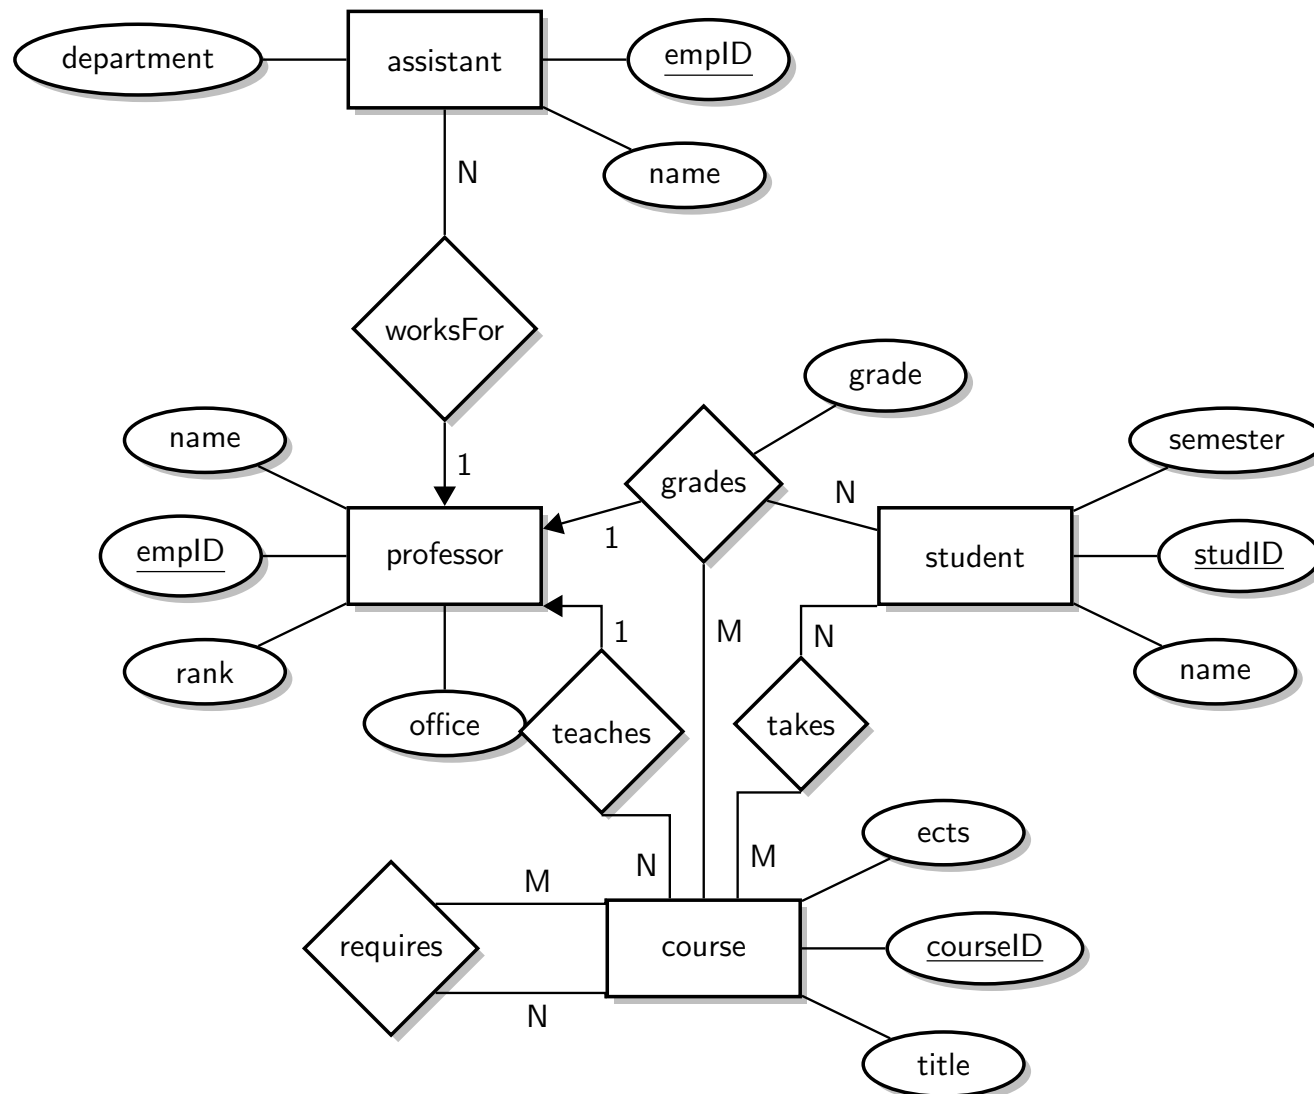 department
assistant
empID
name
N
worksFor
grade
name
1
semester
grades
N
empID
professor
1
student
studID
1
M
N
rank
name
office
teaches
takes
ects
M
N
M
requires
course
courseID
N
title